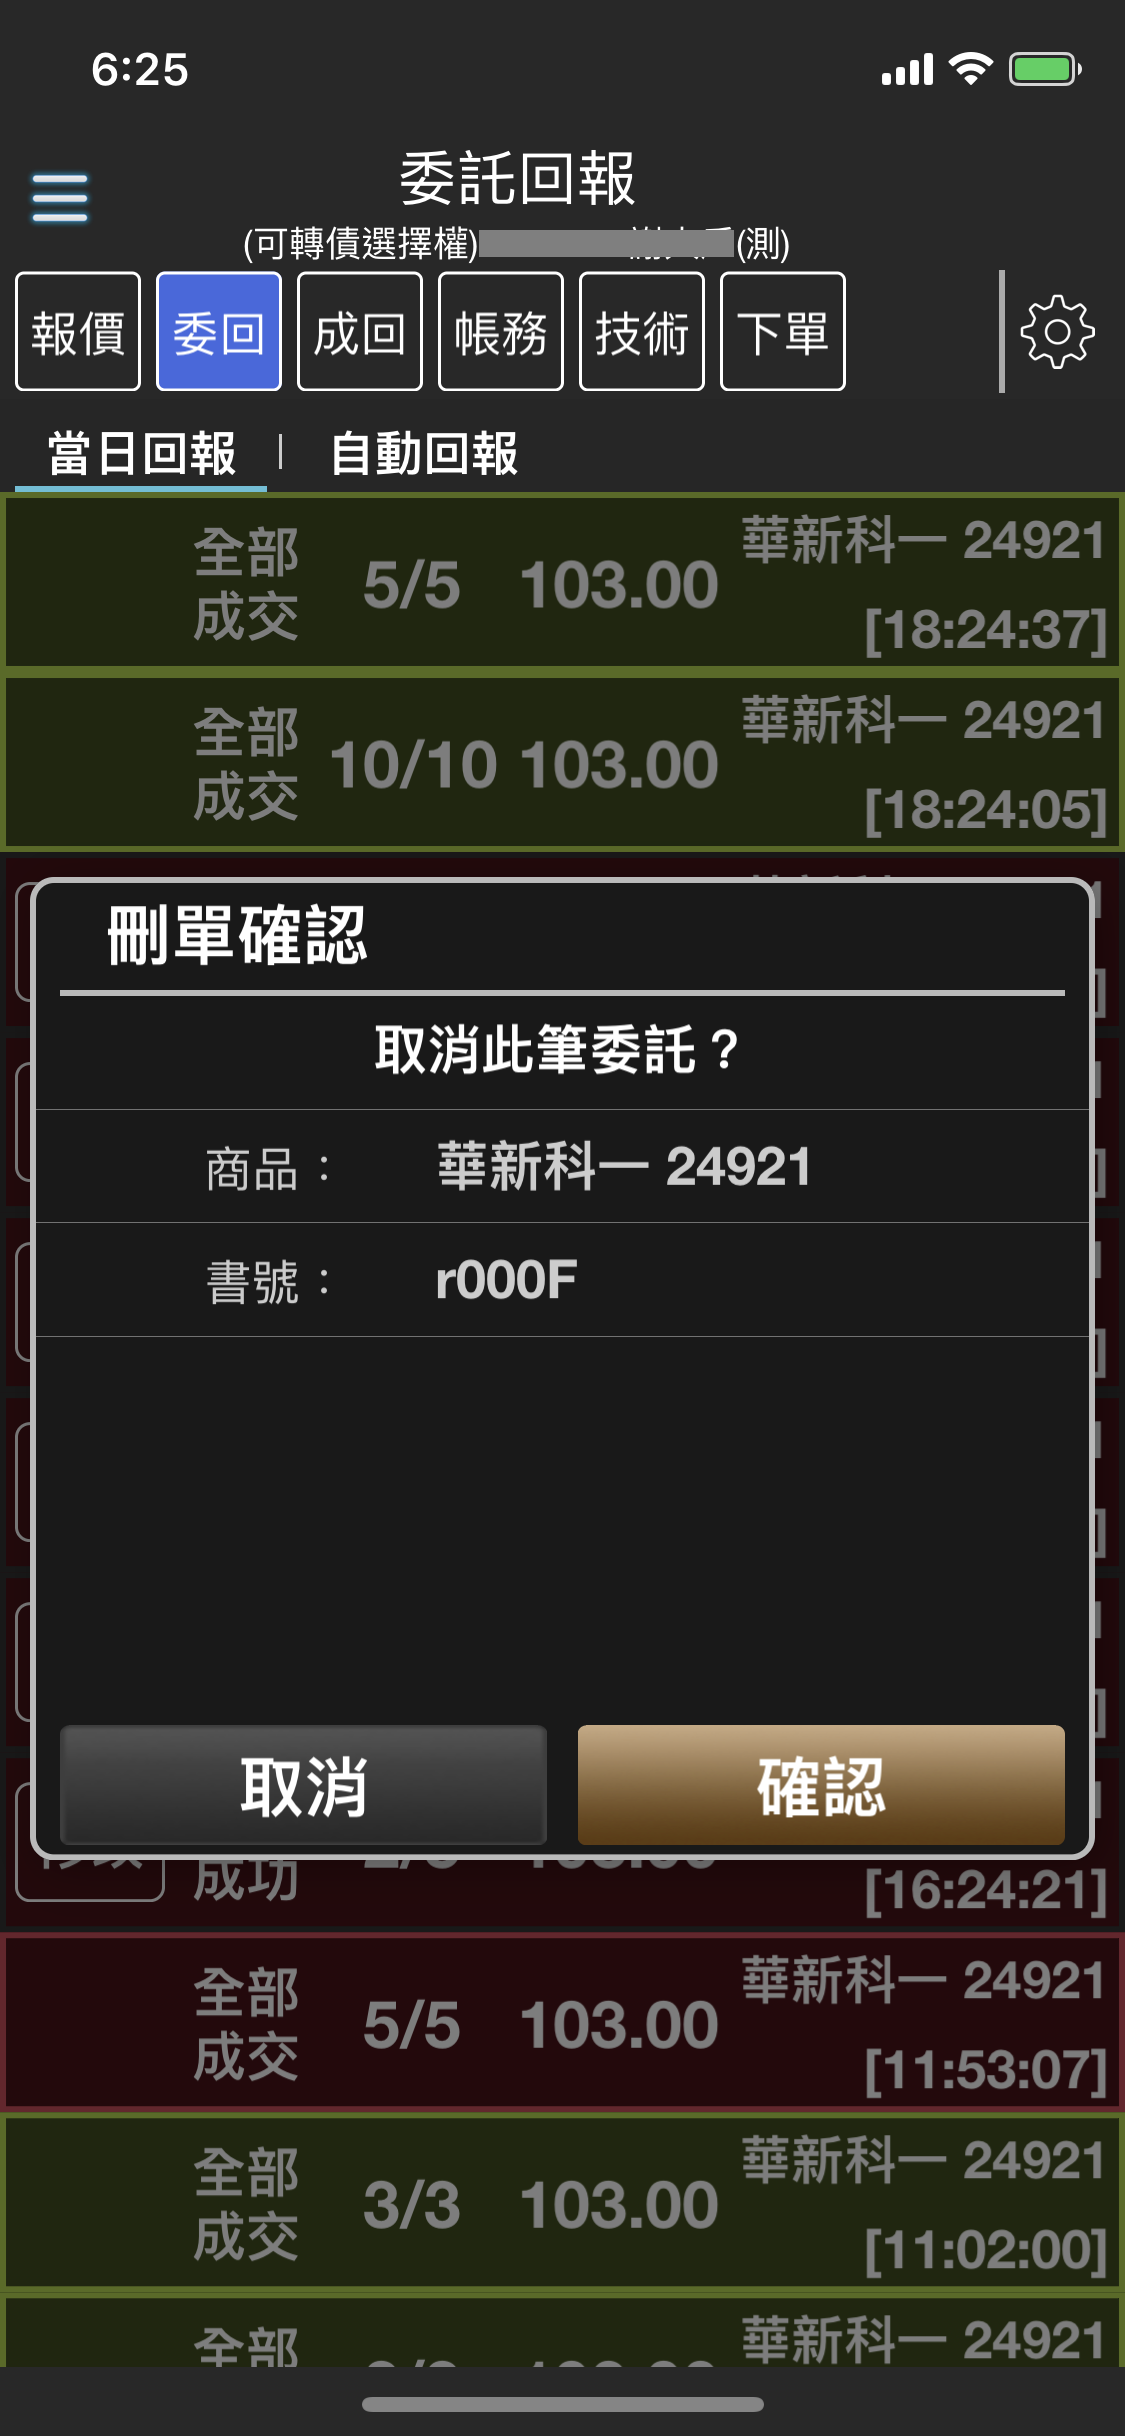 6:25
委託回報
(可轉債選擇權) (測)
報價 委回 成回 帳務 技術 下單
當日回報 自動回報
華新科一 24921
全部成交 5/5 103.00
[18:24:37]
華新科一 24921
全部成交 10/10 103.00
[18:24:05]
刪單確認
取消此筆委託？
商品： 華新科一 24921
書號： r000F
取消 確認
成功
[16:24:21]
華新科一 24921
全部成交 5/5 103.00
[11:53:07]
華新科一 24921
全部成交 3/3 103.00
[11:02:00]
華新科一 24921
全部